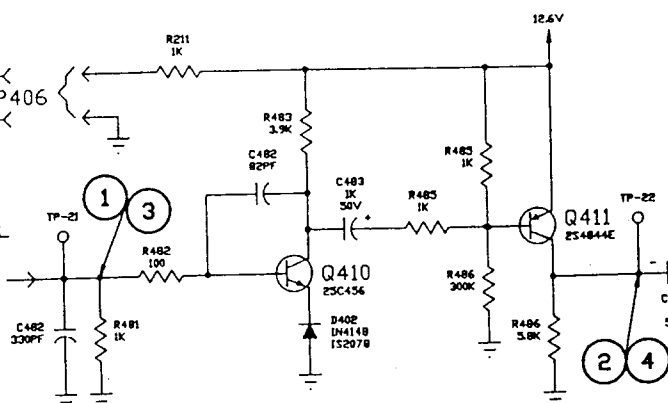 12.6V
R211
1K
P406
R483
3.9K
C482
82PF
C483
1K
50V
R485
1K
R485
1K
Q411
2S4844E
TP-22
TP-21
1
3
R482
100
Q410
2SC456
R486
300K
D402
1N4148
1S2078
R481
1K
C482
330PF
R486
5.8K
2
4
C
5